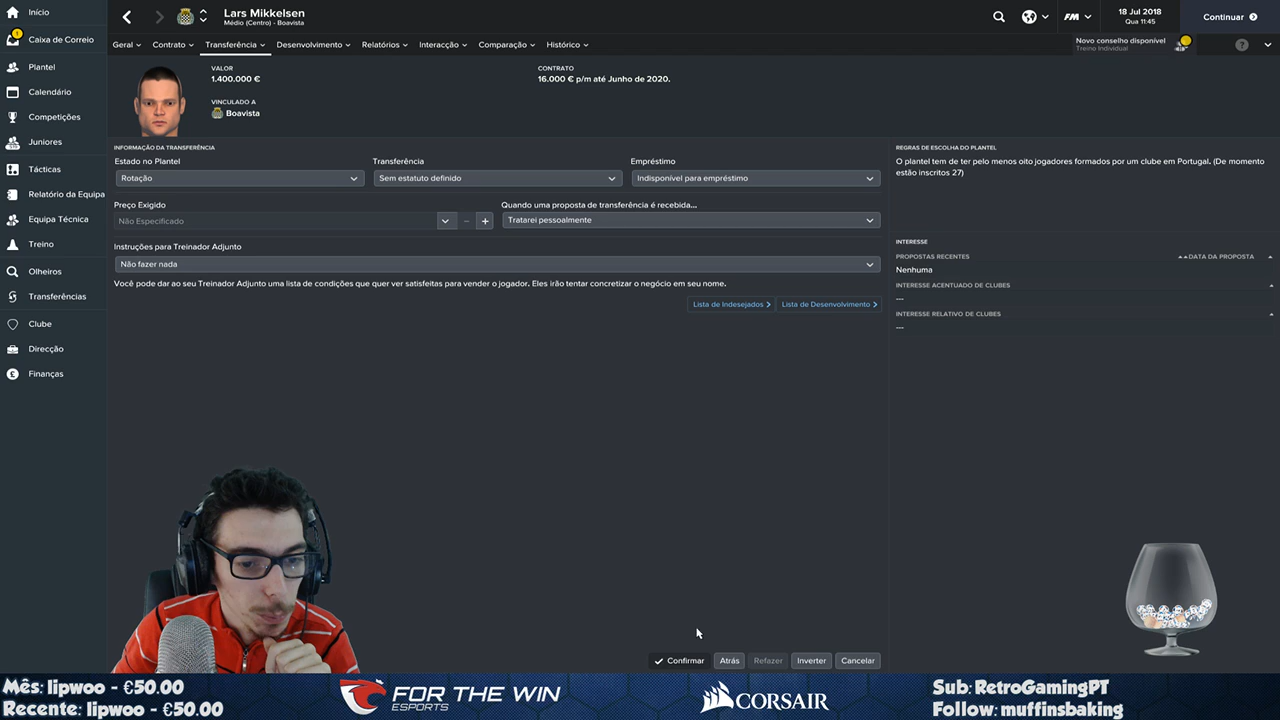 Início
Caixa de Correio
1
Plantel
Calendário
Competições
Juniores
Tácticas
Relatório da Equipa
Equipa Técnica
Treino
Olheiros
Transferências
Clube
Direcção
Finanças
Lars Mikkelsen
Médio (Centro) - Boavista
FM
18 Jul 2018
Qua 11:45
Continuar
Geral
Contrato
Transferência
Desenvolvimento
Relatórios
Interacção
Comparação
Histórico
Novo conselho disponível
Treino Individual
?
VALOR
1.400.000 €
VINCULADO A
Boavista
CONTRATO
16.000 € p/m até Junho de 2020.
INFORMAÇÃO DA TRANSFERÊNCIA
Estado no Plantel
Rotação
Transferência
Sem estatuto definido
Empréstimo
Indisponível para empréstimo
Preço Exigido
Não Especificado
Quando uma proposta de transferência é recebida...
Tratarei pessoalmente
Instruções para Treinador Adjunto
Não fazer nada
Você pode dar ao seu Treinador Adjunto uma lista de condições que quer ver satisfeitas para vender o jogador. Eles irão tentar concretizar o negócio em seu nome.
Lista de Indesejados
Lista de Desenvolvimento
REGRAS DE ESCOLHA DO PLANTEL
O plantel tem de ter pelo menos oito jogadores formados por um clube em Portugal. (De momento
estão inscritos 27)
INTERESSE
PROPOSTAS RECENTES
DATA DA PROPOSTA
Nenhuma
INTERESSE ACENTUADO DE CLUBES
---
INTERESSE RELATIVO DE CLUBES
---
Confirmar
Atrás
Refazer
Inverter
Cancelar
Mês: lipwoo - €50.00
Recente: lipwoo - €50.00
FOR THE WIN
ESPORTS
CORSAIR
Sub: RetroGamingPT
Follow: muffinsbaking